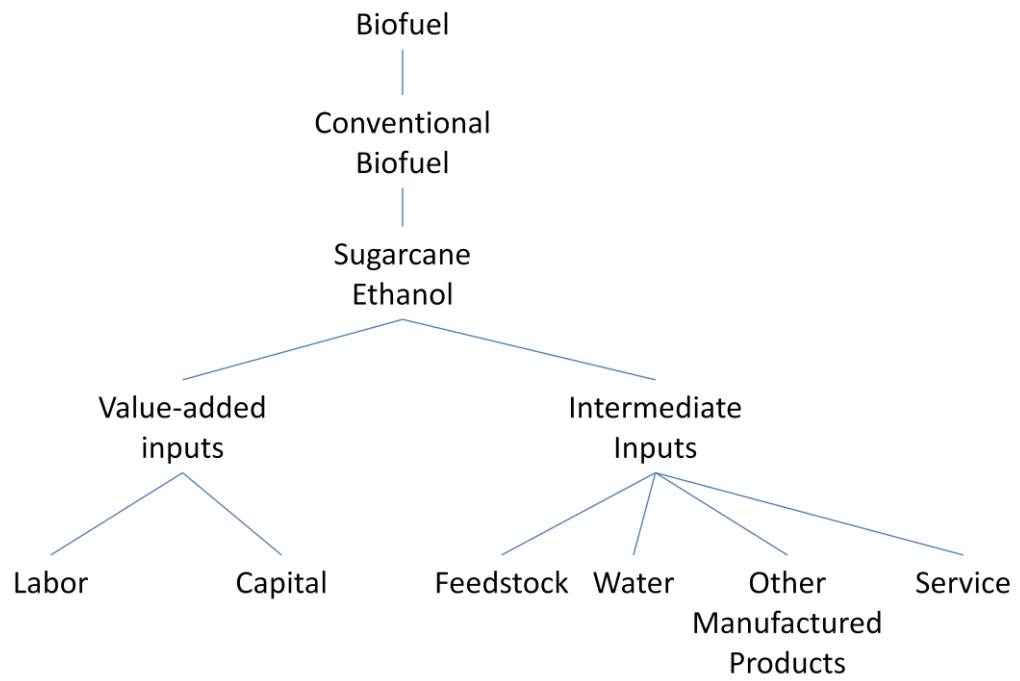 Biofuel
Conventional
Biofuel
Sugarcane
Ethanol
Value-added
inputs
Intermediate
Inputs
Labor
Capital
Feedstock
Water
Other
Manufactured
Products
Service